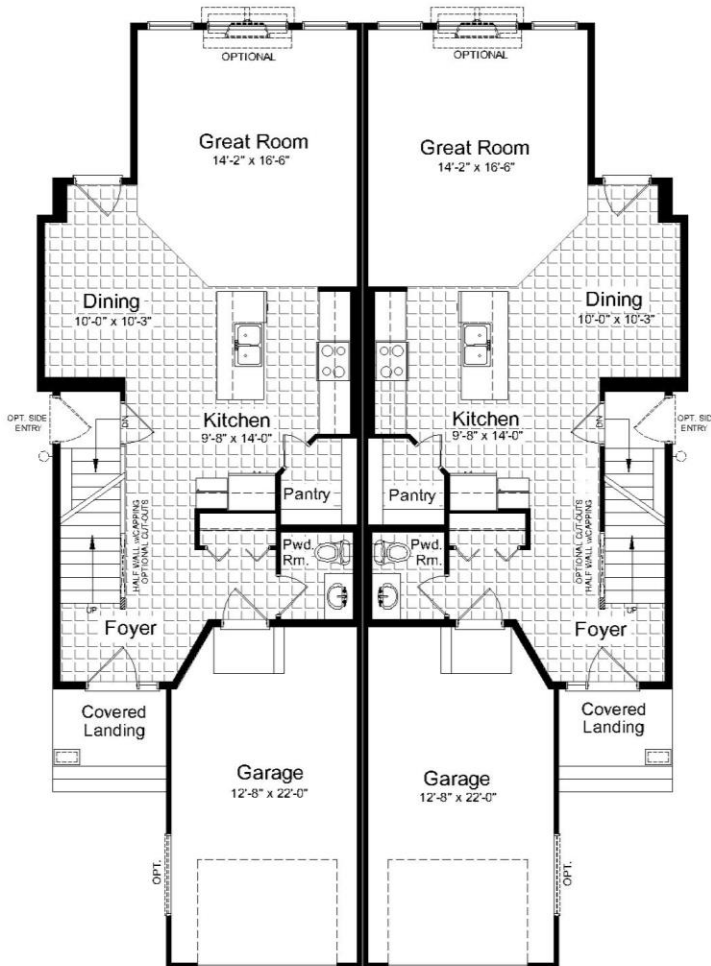 OPTIONAL
OPTIONAL
Great Room
14'-2" x 16'-6"
Great Room
14'-2" x 16'-6"
Dining
10'-0" x 10'-3"
Dining
10'-0" x 10'-3"
OPT. SIDE
ENTRY
DN
Kitchen
9'-8" x 14'-0"
Kitchen
9'-8" x 14'-0"
DN
OPT. SIDE
ENTRY
Pantry
Pantry
HALF WALL w/CAPPING
OPTIONAL CUT-OUTS
Pwd.
Rm.
Pwd.
Rm.
OPTIONAL CUT-OUTS
HALF WALL w/CAPPING
UP
UP
Foyer
Foyer
Covered
Landing
Covered
Landing
Garage
12'-8" x 22'-0"
Garage
12'-8" x 22'-0"
OPT.
OPT.